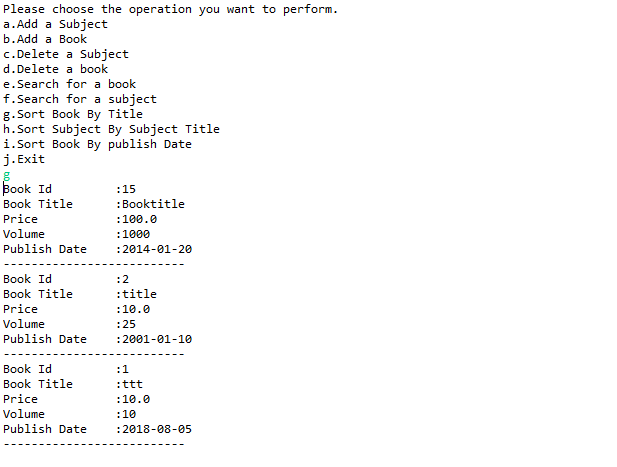 Please choose the operation you want to perform.
a.Add a Subject
b.Add a Book
c.Delete a Subject
d.Delete a book
e.Search for a book
f.Search for a subject
g.Sort Book By Title
h.Sort Subject By Subject Title
i.Sort Book By publish Date
j.Exit
g
Book Id         :15
Book Title      :Booktitle
Price           :100.0
Volume          :1000
Publish Date    :2014-01-20
--------------------------
Book Id         :2
Book Title      :title
Price           :10.0
Volume          :25
Publish Date    :2001-01-10
--------------------------
Book Id         :1
Book Title      :ttt
Price           :10.0
Volume          :10
Publish Date    :2018-08-05
--------------------------